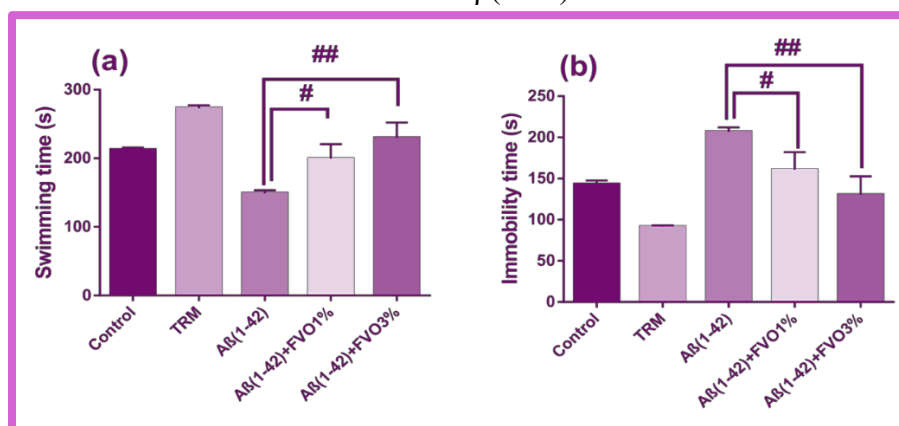 (a)
##
#
Swimming time (s)
300
200
100
0
Control
TRM
Aß(1-42)
Aß(1-42)+FVO1%
Aß(1-42)+FVO3%
(b)
##
#
Immobility time (s)
250
200
150
100
50
0
Control
TRM
Aß(1-42)
Aß(1-42)+FVO1%
Aß(1-42)+FVO3%